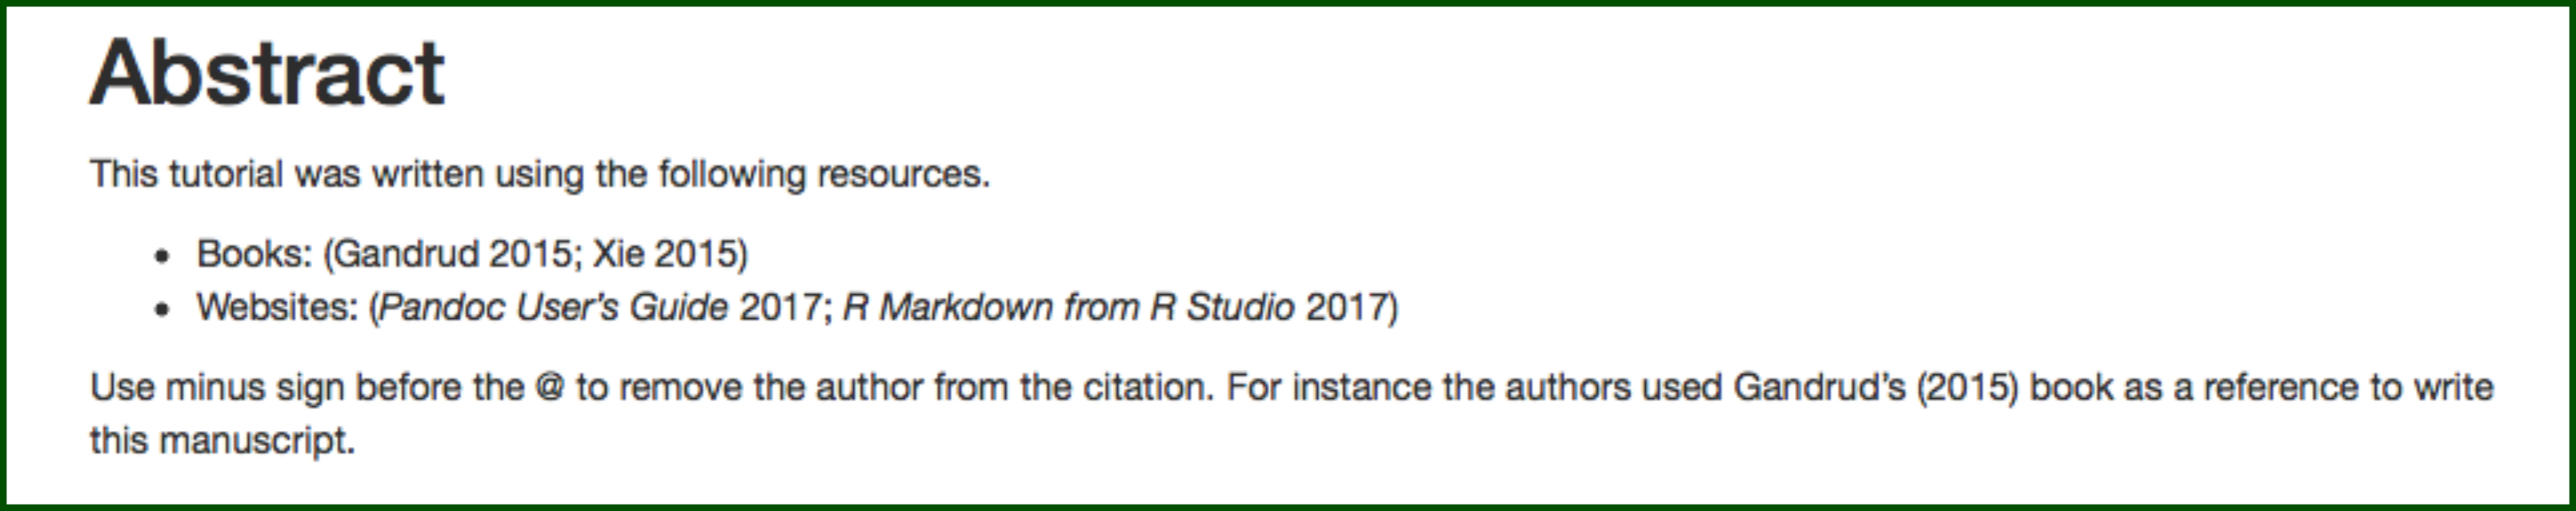 Abstract
This tutorial was written using the following resources.
• Books: (Gandrud 2015; Xie 2015)
• Websites: (Pandoc User’s Guide 2017; R Markdown from R Studio 2017)
Use minus sign before the @ to remove the author from the citation. For instance the authors used Gandrud’s (2015) book as a reference to write
this manuscript.